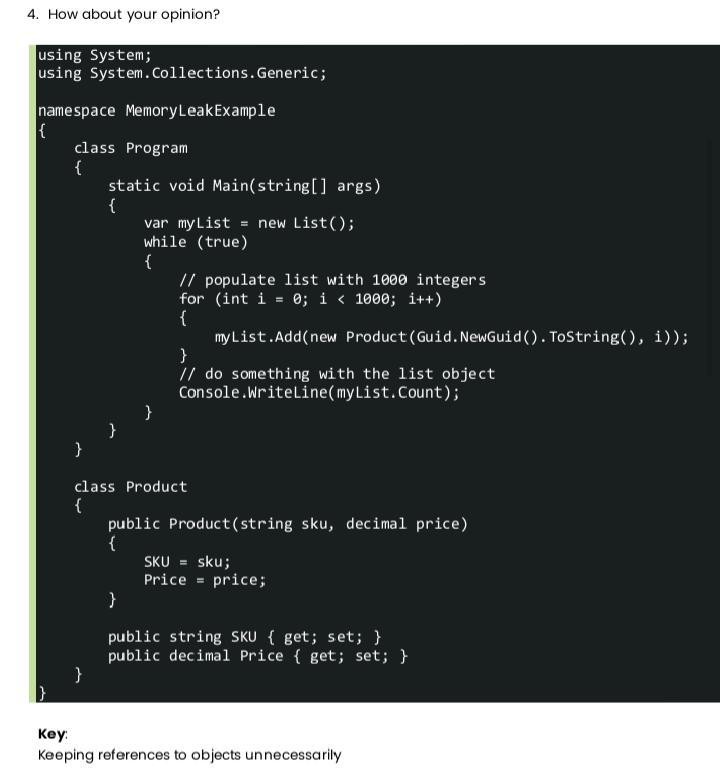 4. How about your opinion?
using System;
using System.Collections.Generic;
namespace MemoryLeakExample
{
class Program
{
static void Main(string[] args)
{
var myList = new List();
while (true)
{
// populate list with 1000 integers
for (int i = 0; i < 1000; i++)
{
myList.Add(new Product(Guid.NewGuid().ToString(), i));
}
// do something with the list object
Console.WriteLine(myList.Count);
}
}
}
class Product
{
public Product(string sku, decimal price)
{
SKU = sku;
Price = price;
}
public string SKU { get; set; }
public decimal Price { get; set; }
}
}
Key:
Keeping references to objects unnecessarily